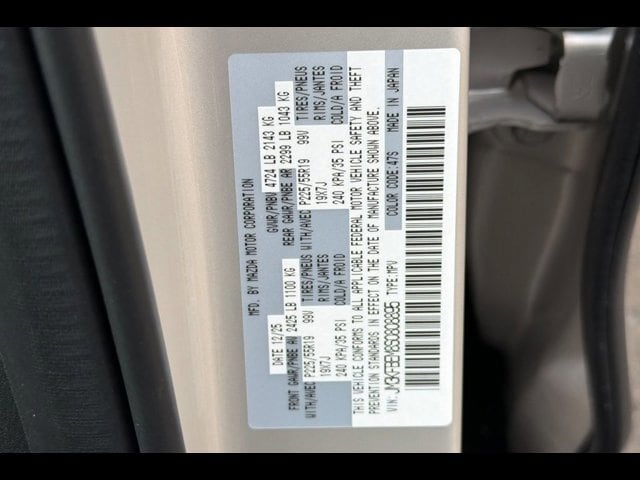 MFD. BY MAZDA MOTOR CORPORATION
DATE 12/25 GVWR/PNBV 4724 LB 2143 KG
FRONT GAWR/PNBE AV 2425 LB 1100 KG REAR GAWR/PNBE AR 2299 LB 1043 KG
WITH/AVEC P225/55R19 99V TIRES/PNEUS WITH/AVEC P225/55R19 99V TIRES/PNEUS
19X7J RIMS/JANTES 19X7J RIMS/JANTES
240 KPA/35 PSI COLD/A FROID 240 KPA/35 PSI COLD/A FROID
THIS VEHICLE CONFORMS TO ALL APPLICABLE FEDERAL MOTOR VEHICLE SAFETY AND THEFT
PREVENTION STANDARDS IN EFFECT ON THE DATE OF MANUFACTURE SHOWN ABOVE.
VIN: TYPE:MPV COLOR CODE:47S MADE IN JAPAN